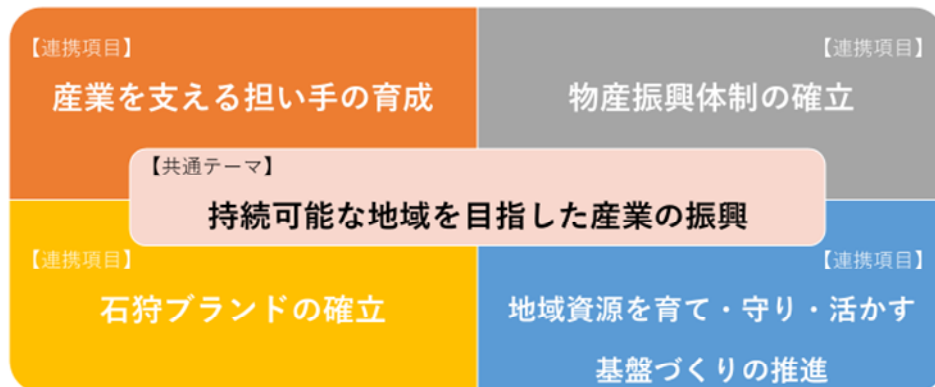 【連携項目】
産業を支える担い手の育成
【連携項目】
物産振興体制の確立
【共通テーマ】
持続可能な地域を目指した産業の振興
【連携項目】
石狩ブランドの確立
【連携項目】
地域資源を育て・守り・活かす
基盤づくりの推進